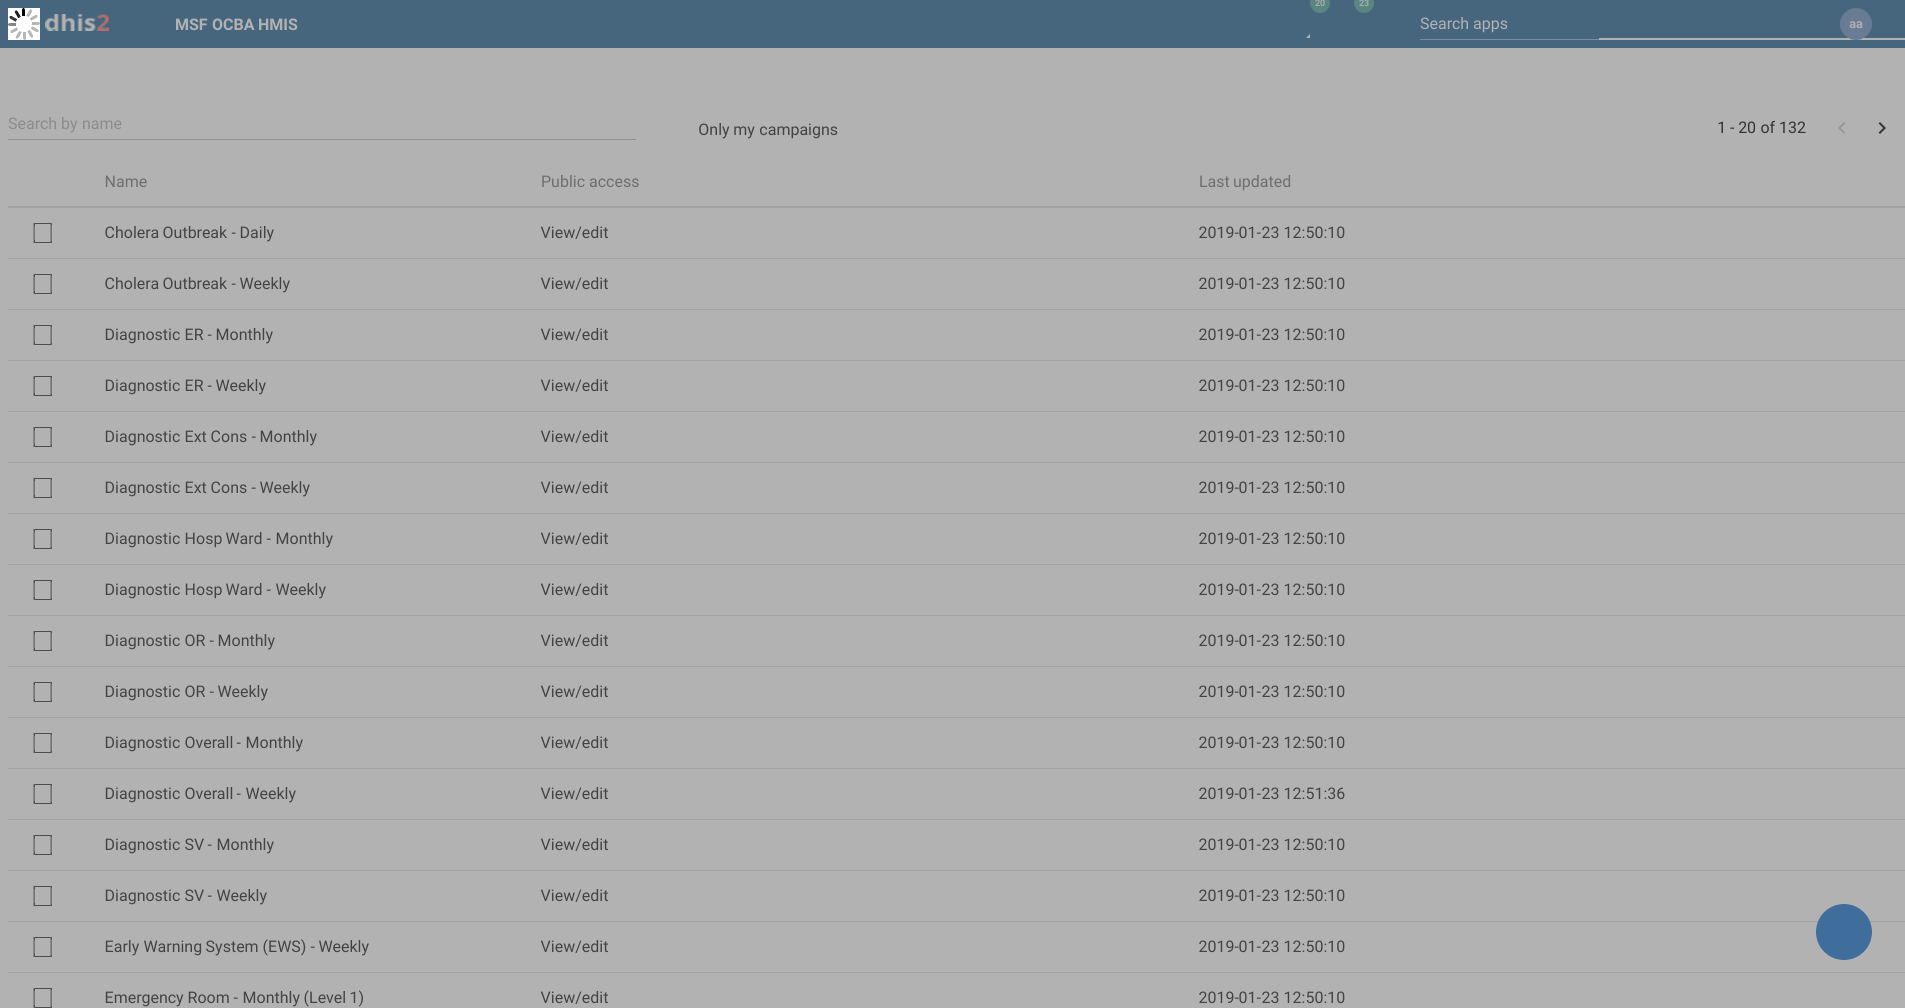 dhis2 MSF OCBA HMIS 20 23 Search apps aa
Search by name Only my campaigns 1 - 20 of 132
Name Public access Last updated
Cholera Outbreak - Daily View/edit 2019-01-23 12:50:10
Cholera Outbreak - Weekly View/edit 2019-01-23 12:50:10
Diagnostic ER - Monthly View/edit 2019-01-23 12:50:10
Diagnostic ER - Weekly View/edit 2019-01-23 12:50:10
Diagnostic Ext Cons - Monthly View/edit 2019-01-23 12:50:10
Diagnostic Ext Cons - Weekly View/edit 2019-01-23 12:50:10
Diagnostic Hosp Ward - Monthly View/edit 2019-01-23 12:50:10
Diagnostic Hosp Ward - Weekly View/edit 2019-01-23 12:50:10
Diagnostic OR - Monthly View/edit 2019-01-23 12:50:10
Diagnostic OR - Weekly View/edit 2019-01-23 12:50:10
Diagnostic Overall - Monthly View/edit 2019-01-23 12:50:10
Diagnostic Overall - Weekly View/edit 2019-01-23 12:51:36
Diagnostic SV - Monthly View/edit 2019-01-23 12:50:10
Diagnostic SV - Weekly View/edit 2019-01-23 12:50:10
Early Warning System (EWS) - Weekly View/edit 2019-01-23 12:50:10
Emergency Room - Monthly (Level 1) View/edit 2019-01-23 12:50:10